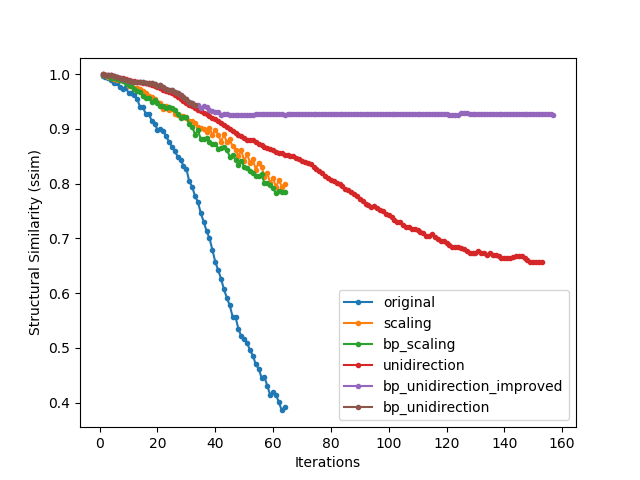 1.0
0.9
0.8
0.7
0.6
0.5
0.4
Structural Similarity (ssim)
0 20 40 60 80 100 120 140 160
Iterations
original
scaling
bp_scaling
unidirection
bp_unidirection_improved
bp_unidirection